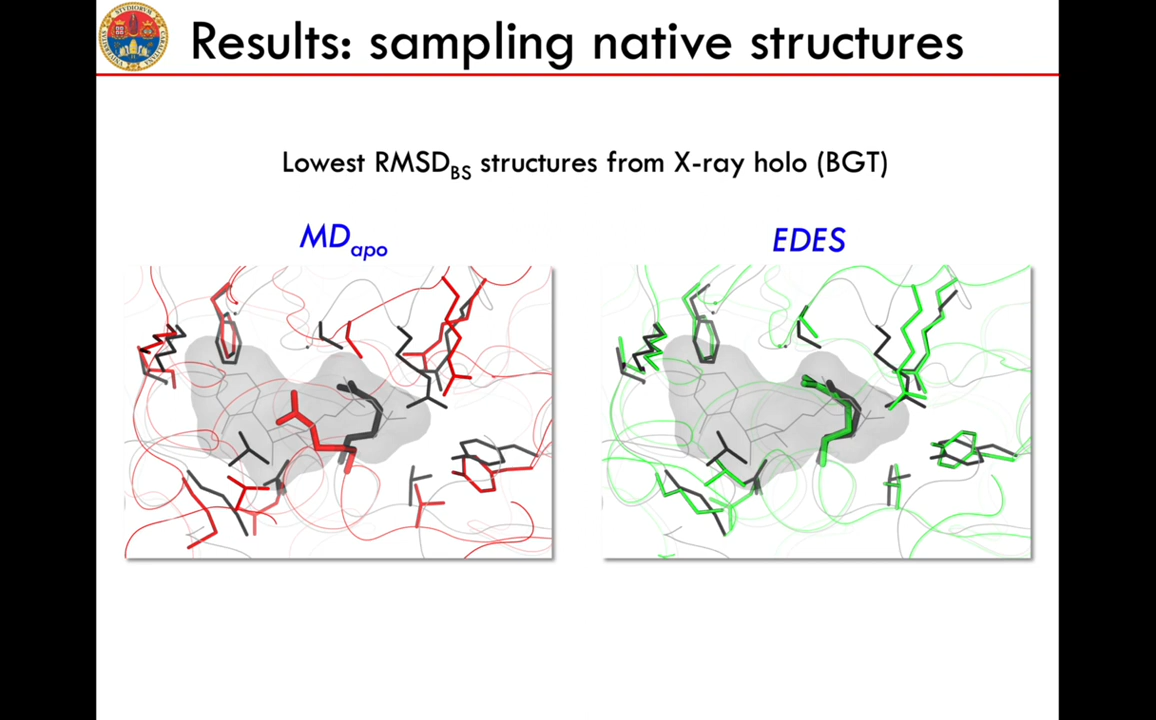 Results: sampling native structures
Lowest RMSD_BS structures from X-ray holo (BGT)
MD_apo
EDES